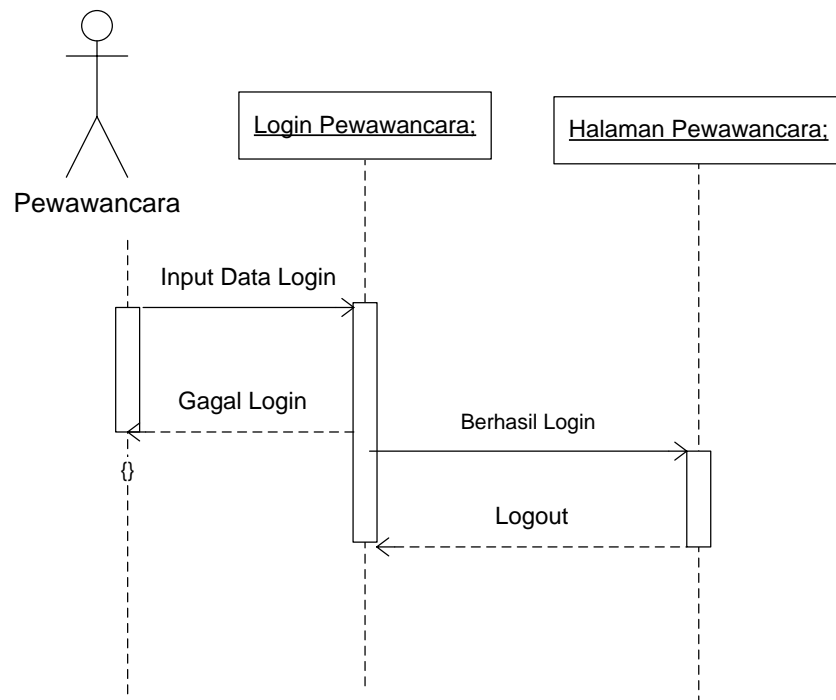 Login Pewawancara;
Halaman Pewawancara;
Pewawancara
Input Data Login
Gagal Login
Berhasil Login
{}
Logout